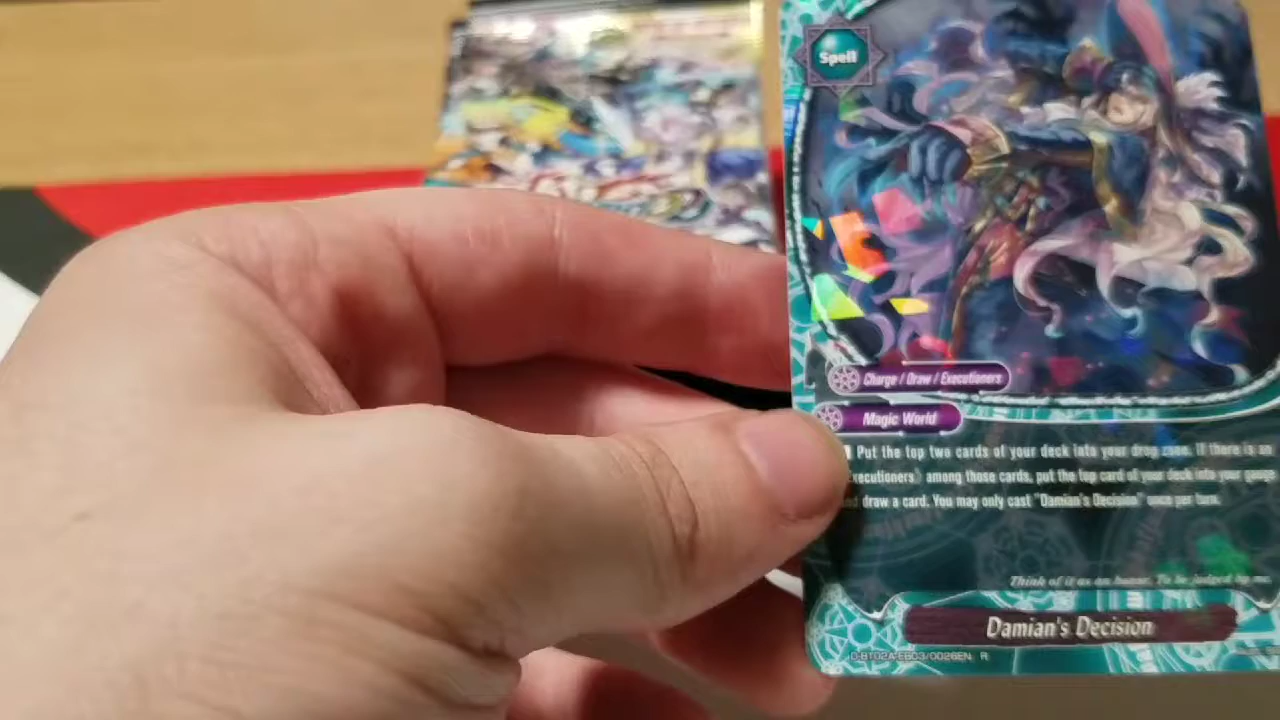 Spell
Charge / Draw / Executioners
Magic World
Put the top two cards of your deck into your drop zone. If there is an
Executioners〉 among those cards, put the top card of your deck into your gauge
draw a card. You may only cast "Damian's Decision" once per turn.
Think of it as an honor. To be judged by me.
Damian's Decision
D-BT02A-EB03/0026EN R